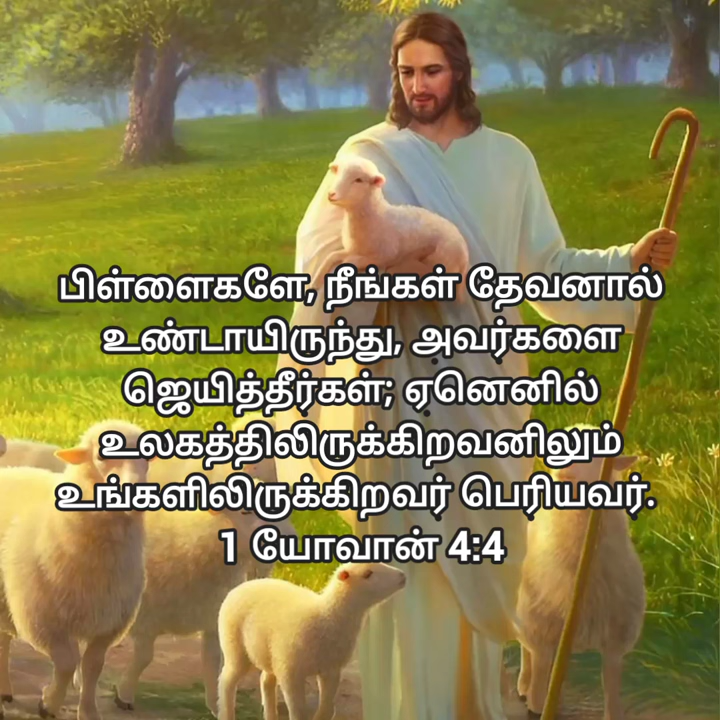 பிள்ளைகளே, நீங்கள் தேவனால்
உண்டாயிருந்து, அவர்களை
ஜெயித்தீர்கள்; ஏனெனில்
உலகத்திலிருக்கிறவனிலும்
உங்களிலிருக்கிறவர் பெரியவர்.
1 யோவான் 4:4